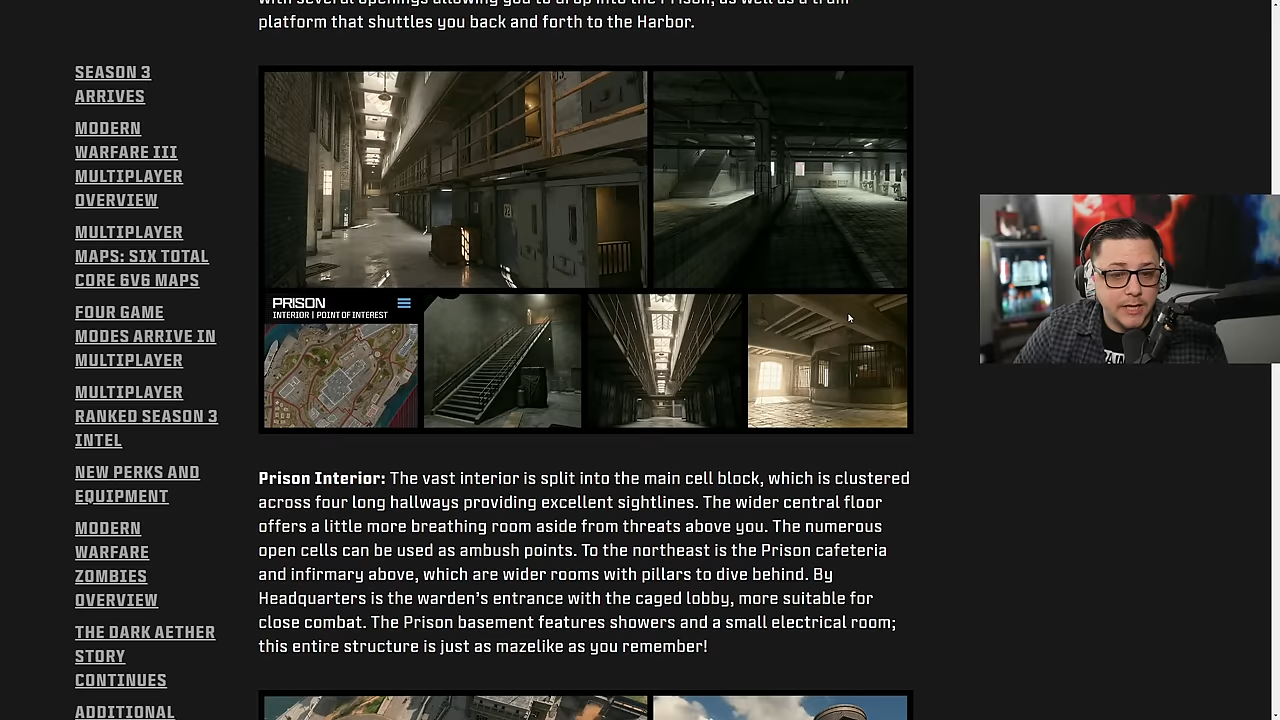 platform that shuttles you back and forth to the Harbor.
SEASON 3
ARRIVES
MODERN
WARFARE III
MULTIPLAYER
OVERVIEW
MULTIPLAYER
MAPS: SIX TOTAL
CORE 6V6 MAPS
FOUR GAME
MODES ARRIVE IN
MULTIPLAYER
MULTIPLAYER
RANKED SEASON 3
INTEL
NEW PERKS AND
EQUIPMENT
MODERN
WARFARE
ZOMBIES
OVERVIEW
THE DARK AETHER
STORY
CONTINUES
ADDITIONAL
PRISON
INTERIOR | POINT OF INTEREST
Prison Interior: The vast interior is split into the main cell block, which is clustered
across four long hallways providing excellent sightlines. The wider central floor
offers a little more breathing room aside from threats above you. The numerous
open cells can be used as ambush points. To the northeast is the Prison cafeteria
and infirmary above, which are wider rooms with pillars to dive behind. By
Headquarters is the warden's entrance with the caged lobby, more suitable for
close combat. The Prison basement features showers and a small electrical room;
this entire structure is just as mazelike as you remember!